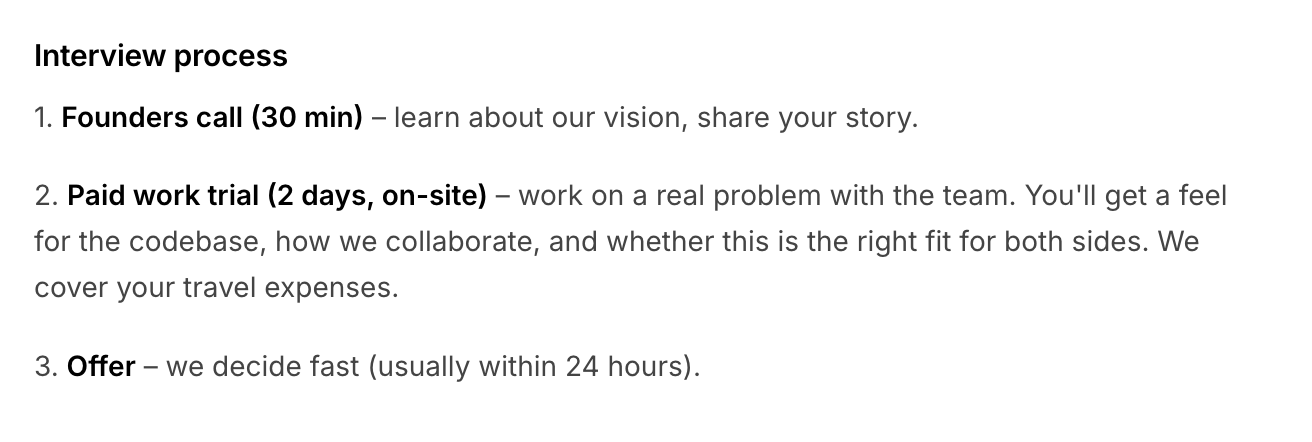 Interview process
1. Founders call (30 min) – learn about our vision, share your story.
2. Paid work trial (2 days, on-site) – work on a real problem with the team. You'll get a feel
for the codebase, how we collaborate, and whether this is the right fit for both sides. We
cover your travel expenses.
3. Offer – we decide fast (usually within 24 hours).